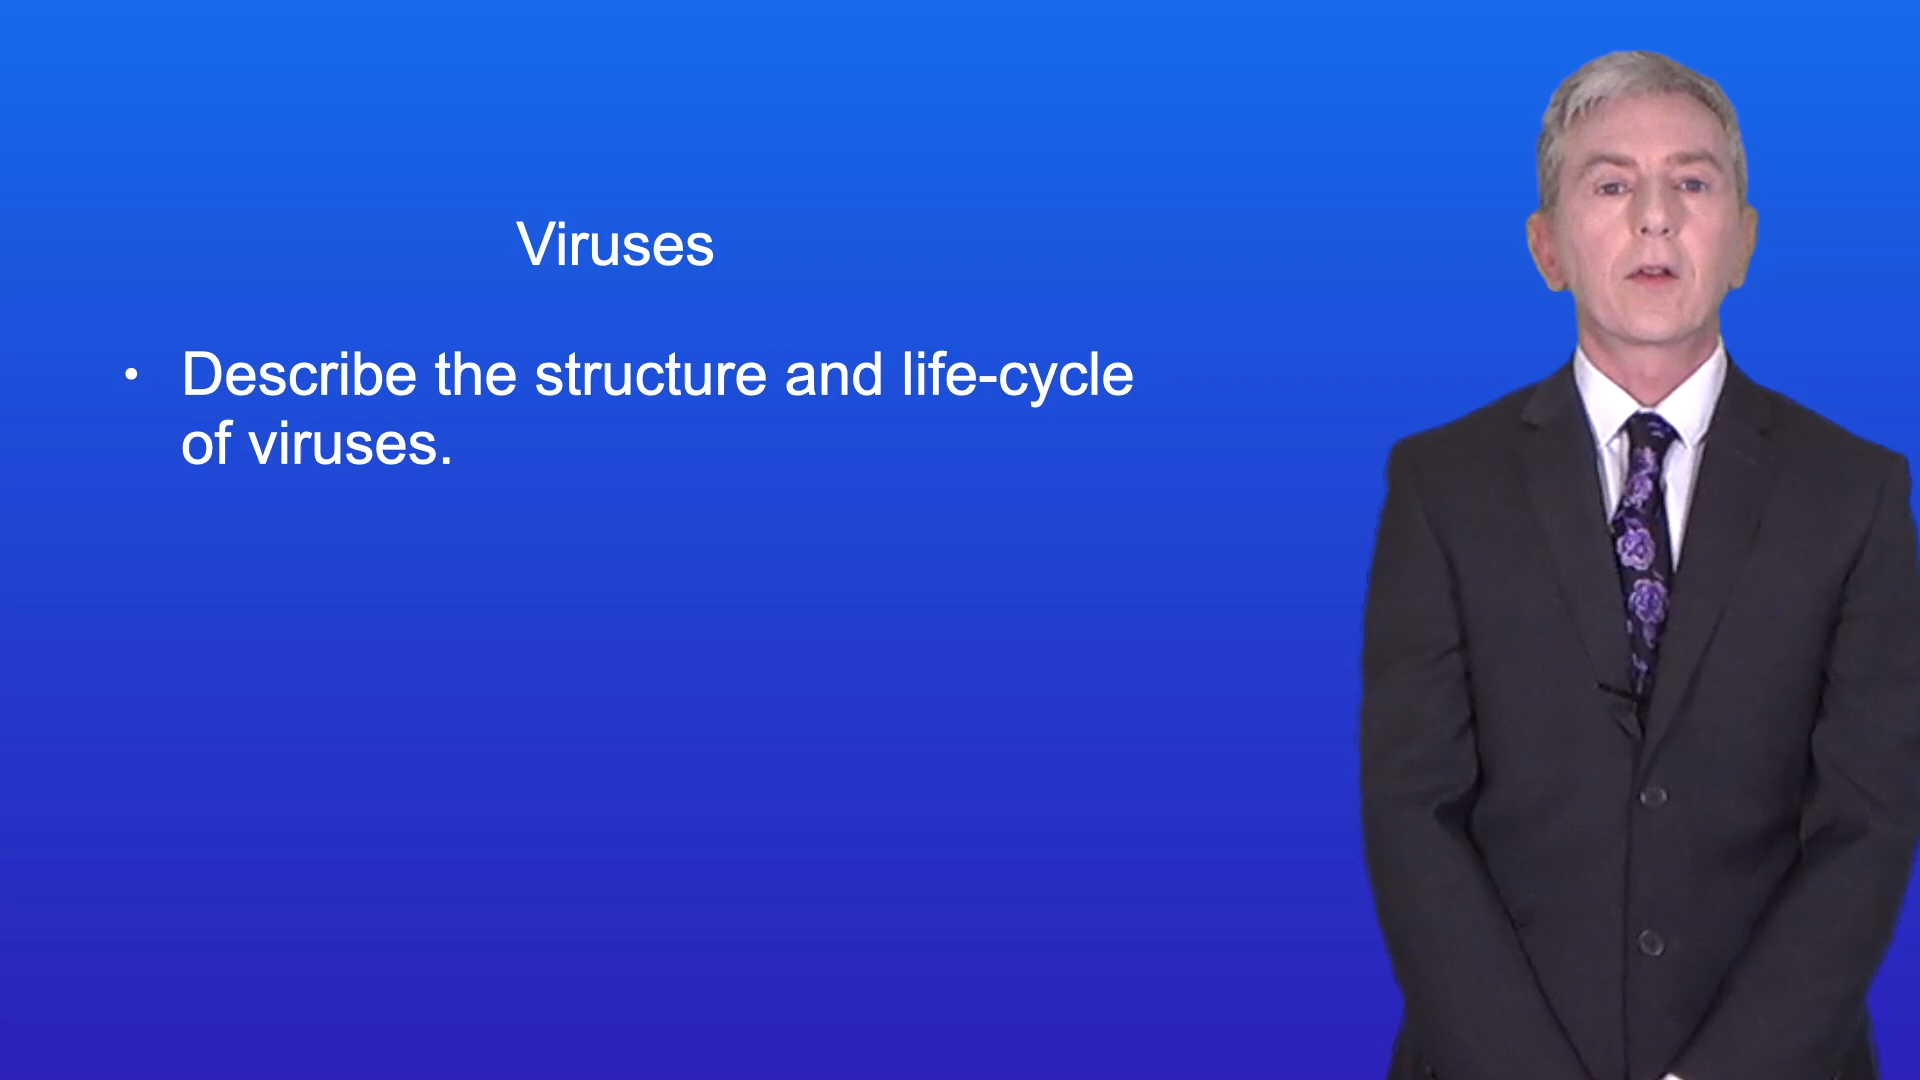 Viruses
• Describe the structure and life-cycle
of viruses.